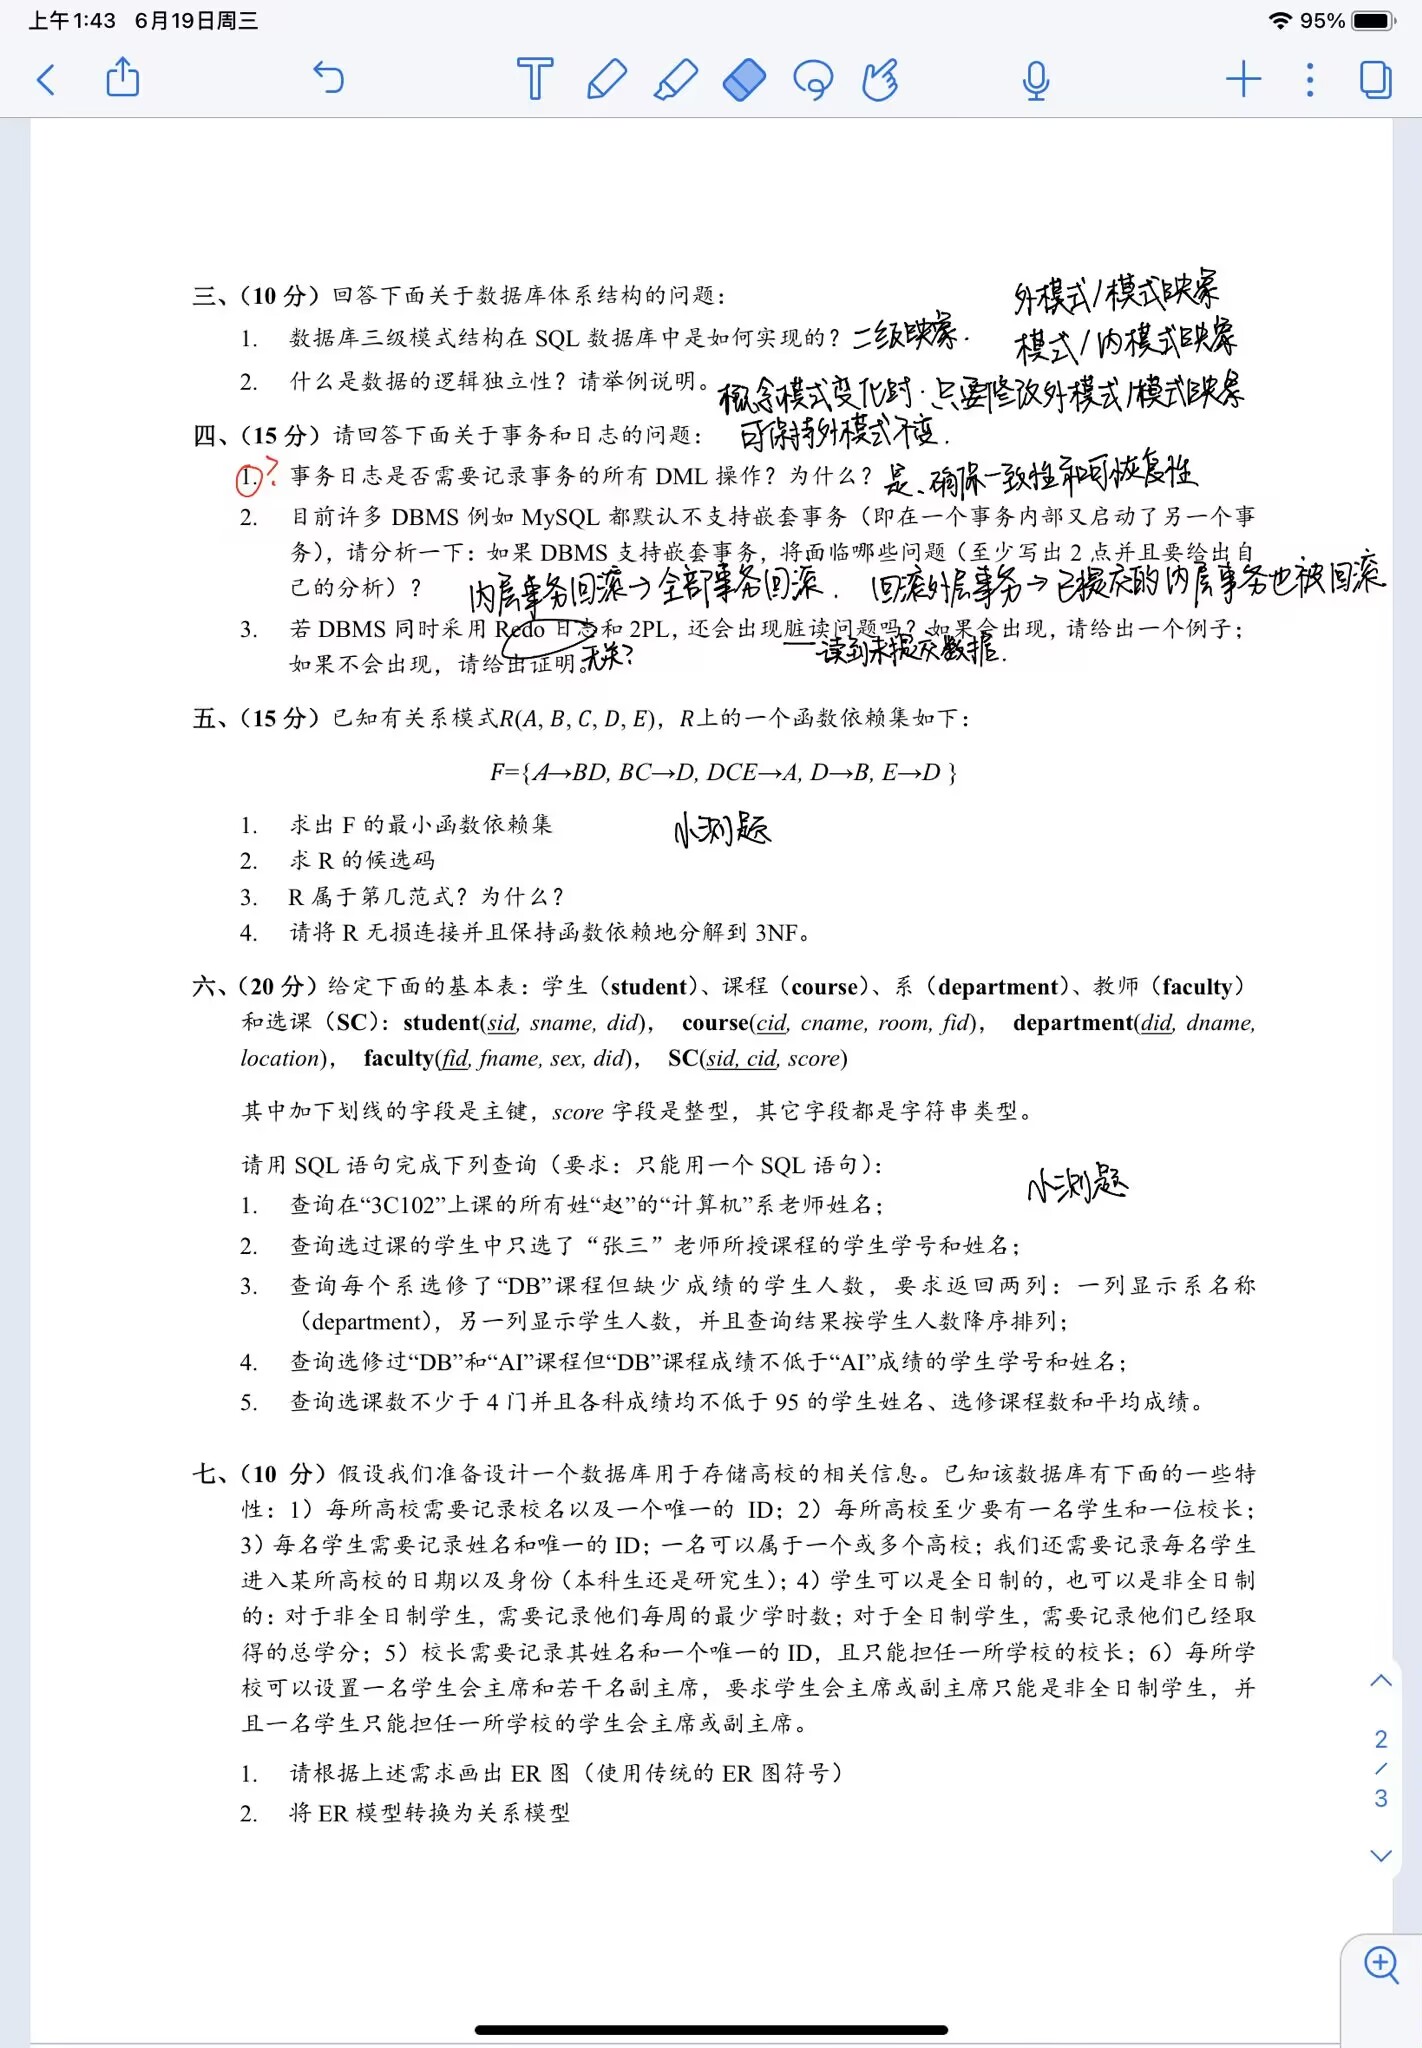 上午1:43 6月19日周三 95%
三、（10 分）回答下面关于数据库体系结构的问题： 外模式/模式映象
1. 数据库三级模式结构在 SQL 数据库中是如何实现的？二级映象. 模式/内模式映象
2. 什么是数据的逻辑独立性？请举例说明。概念模式变化时.只要修改外模式/模式映象
四、（15 分）请回答下面关于事务和日志的问题： 可保持外模式不变.
1. ? 事务日志是否需要记录事务的所有 DML 操作？为什么？是、确保一致性和可恢复性
2. 目前许多 DBMS 例如 MySQL 都默认不支持嵌套事务（即在一个事务内部又启动了另一个事
务），请分析一下：如果 DBMS 支持嵌套事务，将面临哪些问题（至少写出 2 点并且要给出自
己的分析）？ 内层事务回滚→全部事务回滚. 回滚外层事务→已提交的内层事务也被回滚
3. 若 DBMS 同时采用 Redo 日志和 2PL，还会出现脏读问题吗？如果会出现，请给出一个例子；
如果不会出现，请给出证明。无关？ 一读到未提交数据.
五、（15 分）已知有关系模式R(A, B, C, D, E)，R上的一个函数依赖集如下：
F={A→BD, BC→D, DCE→A, D→B, E→D }
1. 求出 F 的最小函数依赖集 小测题
2. 求 R 的候选码
3. R 属于第几范式？为什么？
4. 请将 R 无损连接并且保持函数依赖地分解到 3NF。
六、（20 分）给定下面的基本表：学生（student）、课程（course）、系（department）、教师（faculty）
和选课（SC）：student(sid, sname, did)， course(cid, cname, room, fid)， department(did, dname,
location)， faculty(fid, fname, sex, did)， SC(sid, cid, score)
其中加下划线的字段是主键，score 字段是整型，其它字段都是字符串类型。
请用 SQL 语句完成下列查询（要求：只能用一个 SQL 语句）： 小测题
1. 查询在“3C102”上课的所有姓“赵”的“计算机”系老师姓名；
2. 查询选过课的学生中只选了“张三”老师所授课程的学生学号和姓名；
3. 查询每个系选修了“DB”课程但缺少成绩的学生人数，要求返回两列：一列显示系名称
（department），另一列显示学生人数，并且查询结果按学生人数降序排列；
4. 查询选修过“DB”和“AI”课程但“DB”课程成绩不低于“AI”成绩的学生学号和姓名；
5. 查询选课数不少于 4 门并且各科成绩均不低于 95 的学生姓名、选修课程数和平均成绩。
七、（10 分）假设我们准备设计一个数据库用于存储高校的相关信息。已知该数据库有下面的一些特
性：1）每所高校需要记录校名以及一个唯一的 ID；2）每所高校至少要有一名学生和一位校长；
3）每名学生需要记录姓名和唯一的 ID；一名可以属于一个或多个高校；我们还需要记录每名学生
进入某所高校的日期以及身份（本科生还是研究生）；4）学生可以是全日制的，也可以是非全日制
的：对于非全日制学生，需要记录他们每周的最少学时数；对于全日制学生，需要记录他们已经取
得的总学分；5）校长需要记录其姓名和一个唯一的 ID，且只能担任一所学校的校长；6）每所学
校可以设置一名学生会主席和若干名副主席，要求学生会主席或副主席只能是非全日制学生，并
且一名学生只能担任一所学校的学生会主席或副主席。
1. 请根据上述需求画出 ER 图（使用传统的 ER 图符号）
2. 将 ER 模型转换为关系模型
2
/
3